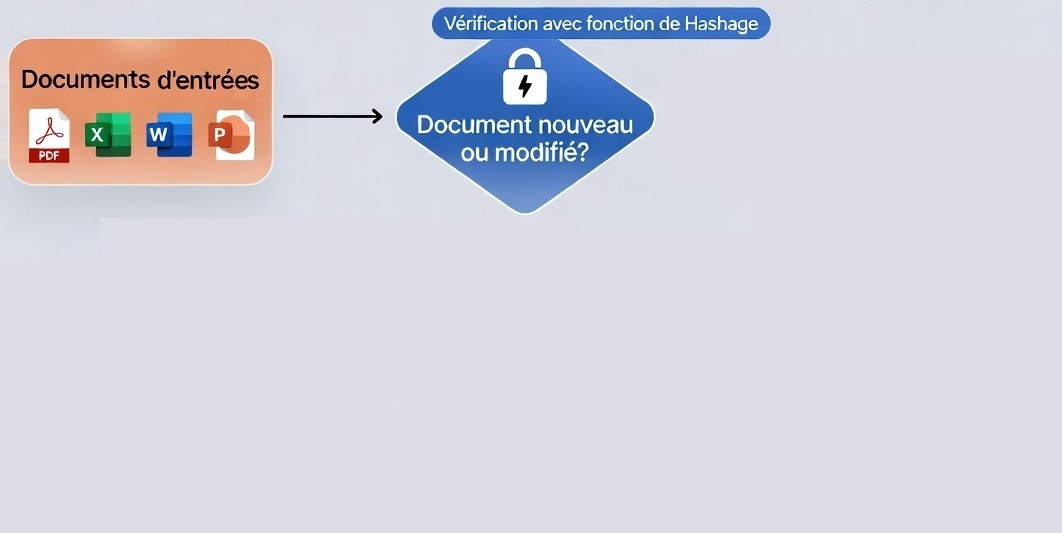 Vérification avec fonction de Hashage
Documents d'entrées
PDF
X
W
P
Document nouveau
ou modifié?